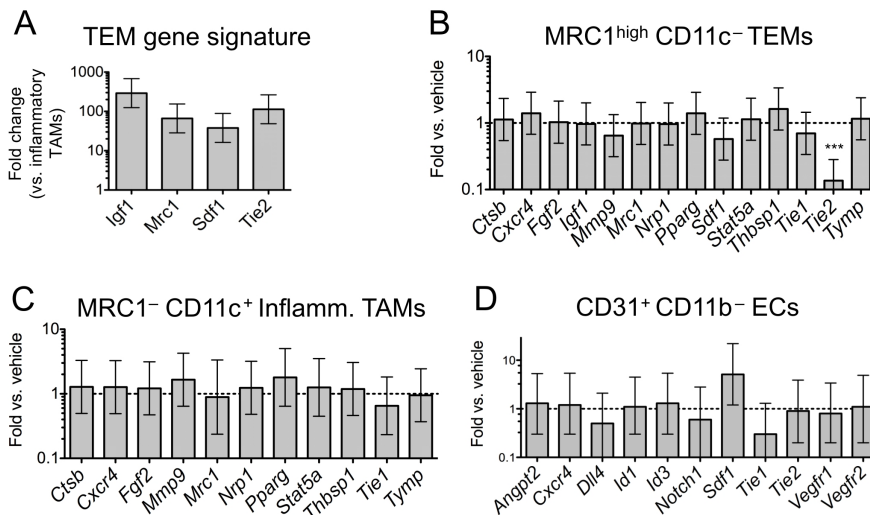 A
TEM gene signature
Fold change
(vs. inflammatory
TAMs)
1000
100
10
1
Igf1
Mrc1
Sdf1
Tie2
B
MRC1high CD11c– TEMs
Fold vs. vehicle
10
1
0.1
***
Ctsb
Cxcr4
Fgf2
Igf1
Mmp9
Mrc1
Nrp1
Pparg
Sdf1
Stat5a
Thbsp1
Tie1
Tie2
Tymp
C
MRC1– CD11c+ Inflamm. TAMs
Fold vs. vehicle
10
1
0.1
Ctsb
Cxcr4
Fgf2
Mmp9
Mrc1
Nrp1
Pparg
Stat5a
Thbsp1
Tie1
Tymp
D
CD31+ CD11b– ECs
Fold vs. vehicle
10
1
0.1
Angpt2
Cxcr4
Dll4
Id1
Id3
Notch1
Sdf1
Tie1
Tie2
Vegfr1
Vegfr2